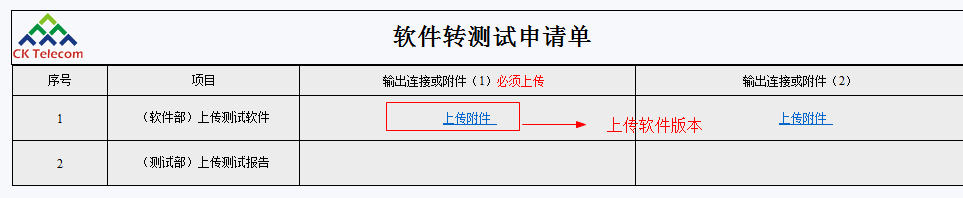 CK Telecom
软件转测试申请单
序号 项目 输出连接或附件（1）必须上传 输出连接或附件（2）
1 （软件部）上传测试软件 上传附件 上传软件版本 上传附件
2 （测试部）上传测试报告